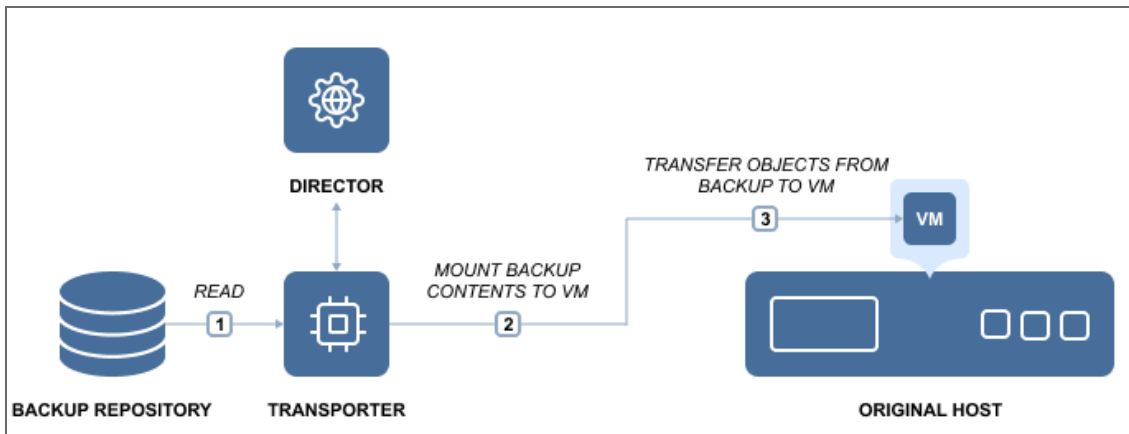 DIRECTOR
TRANSFER OBJECTS FROM
BACKUP TO VM
3
VM
READ
1
MOUNT BACKUP
CONTENTS TO VM
2
BACKUP REPOSITORY
TRANSPORTER
ORIGINAL HOST